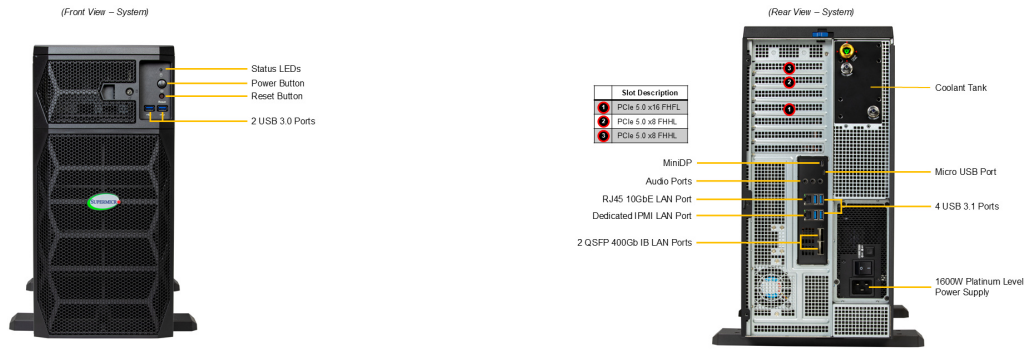 (Front View – System)
Status LEDs
Power Button
Reset Button
2 USB 3.0 Ports
SUPERMICR
(Rear View – System)
Slot Description
1 PCIe 5.0 x16 FHFL
2 PCIe 5.0 x8 FHHL
3 PCIe 5.0 x8 FHHL
3
2
1
Coolant Tank
MiniDP
Micro USB Port
Audio Ports
RJ45 10GbE LAN Port
4 USB 3.1 Ports
Dedicated IPMI LAN Port
2 QSFP 400Gb IB LAN Ports
1600W Platinum Level
Power Supply